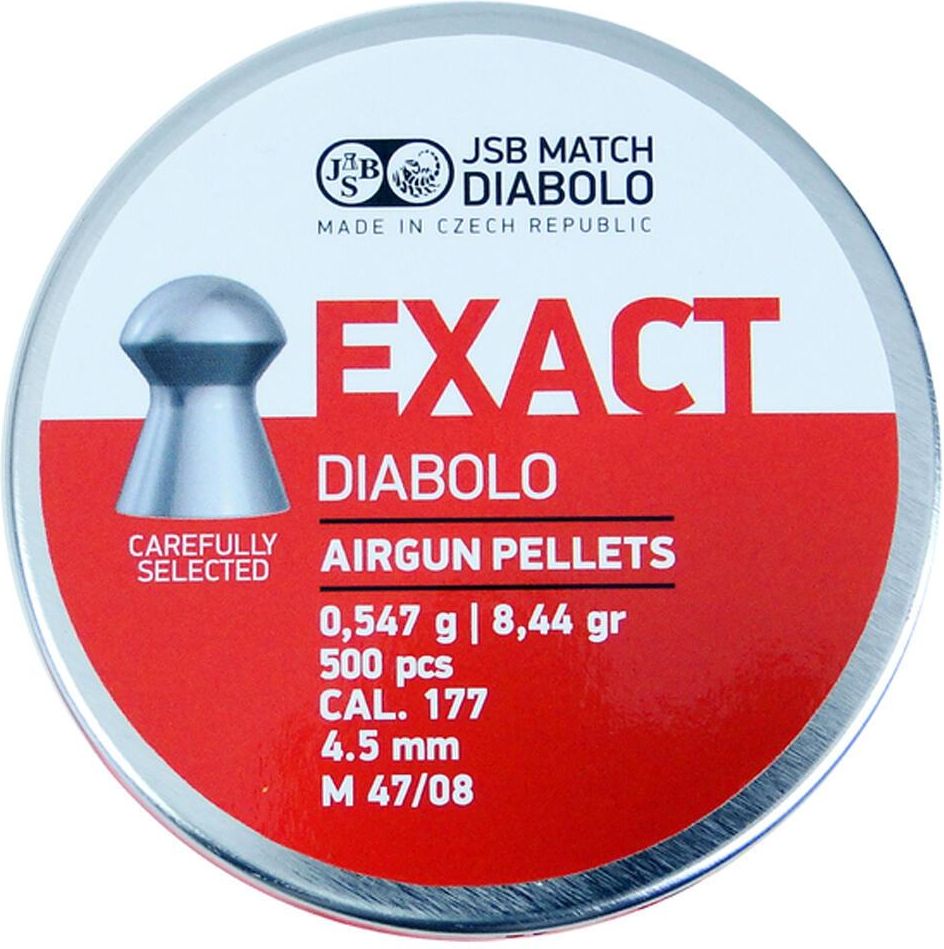 JSB
JSB MATCH
DIABOLO
MADE IN CZECH REPUBLIC
EXACT
DIABOLO
AIRGUN PELLETS
CAREFULLY
SELECTED
0,547 g | 8,44 gr
500 pcs
CAL. 177
4.5 mm
M 47/08